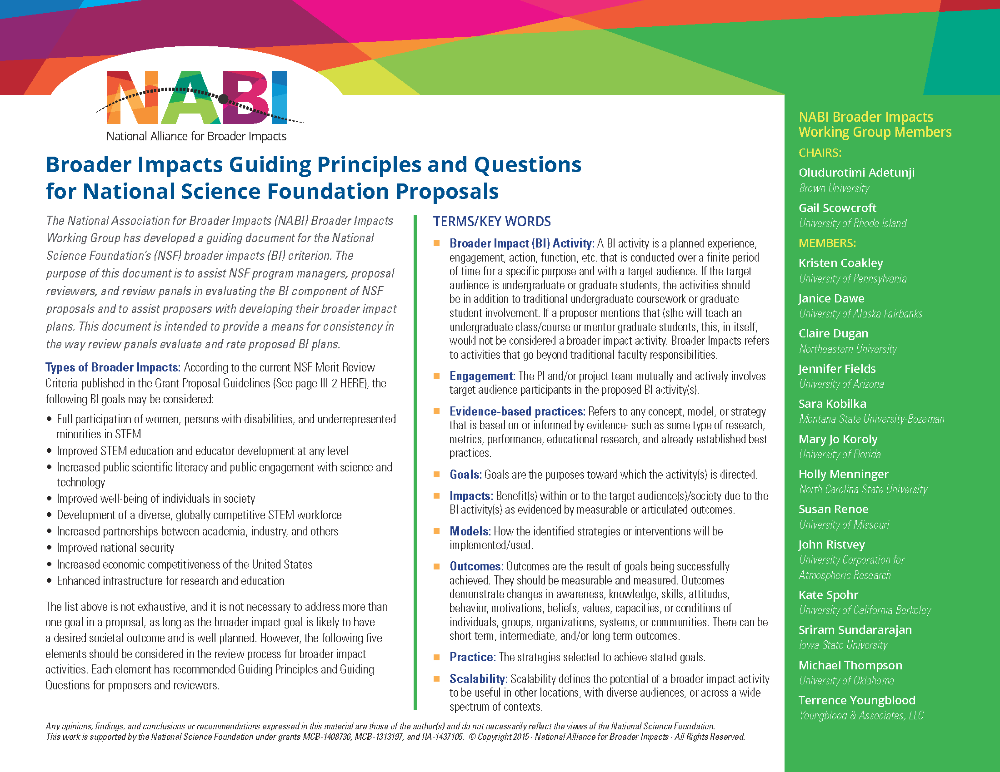 NABI
National Alliance for Broader Impacts
Broader Impacts Guiding Principles and Questions
for National Science Foundation Proposals
The National Association for Broader Impacts (NABI) Broader Impacts
Working Group has developed a guiding document for the National
Science Foundation's (NSF) broader impacts (BI) criterion. The
purpose of this document is to assist NSF program managers, proposal
reviewers, and review panels in evaluating the BI component of NSF
proposals and to assist proposers with developing their broader impact
plans. This document is intended to provide a means for consistency in
the way review panels evaluate and rate proposed BI plans.
Types of Broader Impacts: According to the current NSF Merit Review
Criteria published in the Grant Proposal Guidelines (See page III-2 HERE), the
following BI goals may be considered:
• Full participation of women, persons with disabilities, and underrepresented
minorities in STEM
• Improved STEM education and educator development at any level
• Increased public scientific literacy and public engagement with science and
technology
• Improved well-being of individuals in society
• Development of a diverse, globally competitive STEM workforce
• Increased partnerships between academia, industry, and others
• Improved national security
• Increased economic competitiveness of the United States
• Enhanced infrastructure for research and education
The list above is not exhaustive, and it is not necessary to address more than
one goal in a proposal, as long as the broader impact goal is likely to have
a desired societal outcome and is well planned. However, the following five
elements should be considered in the review process for broader impact
activities. Each element has recommended Guiding Principles and Guiding
Questions for proposers and reviewers.
TERMS/KEY WORDS
Broader Impact (BI) Activity: A BI activity is a planned experience,
engagement, action, function, etc. that is conducted over a finite period
of time for a specific purpose and with a target audience. If the target
audience is undergraduate or graduate students, the activities should
be in addition to traditional undergraduate coursework or graduate
student involvement. If a proposer mentions that (s)he will teach an
undergraduate class/course or mentor graduate students, this, in itself,
would not be considered a broader impact activity. Broader Impacts refers
to activities that go beyond traditional faculty responsibilities.
Engagement: The PI and/or project team mutually and actively involves
target audience participants in the proposed BI activity(s).
Evidence-based practices: Refers to any concept, model, or strategy
that is based on or informed by evidence- such as some type of research,
metrics, performance, educational research, and already established best
practices.
Goals: Goals are the purposes toward which the activity(s) is directed.
Impacts: Benefit(s) within or to the target audience(s)/society due to the
BI activity(s) as evidenced by measurable or articulated outcomes.
Models: How the identified strategies or interventions will be
implemented/used.
Outcomes: Outcomes are the result of goals being successfully
achieved. They should be measurable and measured. Outcomes
demonstrate changes in awareness, knowledge, skills, attitudes,
behavior, motivations, beliefs, values, capacities, or conditions of
individuals, groups, organizations, systems, or communities. There can be
short term, intermediate, and/or long term outcomes.
Practice: The strategies selected to achieve stated goals.
Scalability: Scalability defines the potential of a broader impact activity
to be useful in other locations, with diverse audiences, or across a wide
spectrum of contexts.
Any opinions, findings, and conclusions or recommendations expressed in this material are those of the author(s) and do not necessarily reflect the views of the National Science Foundation.
This work is supported by the National Science Foundation under grants MCB-1408736, MCB-1313197, and IIA-1437105. © Copyright 2015 · National Alliance for Broader Impacts · All Rights Reserved.
NABI Broader Impacts
Working Group Members
CHAIRS:
Oludurotimi Adetunji
Brown University
Gail Scowcroft
University of Rhode Island
MEMBERS:
Kristen Coakley
University of Pennsylvania
Janice Dawe
University of Alaska Fairbanks
Claire Dugan
Northeastern University
Jennifer Fields
University of Arizona
Sara Kobilka
Montana State University-Bozeman
Mary Jo Koroly
University of Florida
Holly Menninger
North Carolina State University
Susan Renoe
University of Missouri
John Ristvey
University Corporation for
Atmospheric Research
Kate Spohr
University of California Berkeley
Sriram Sundararajan
Iowa State University
Michael Thompson
University of Oklahoma
Terrence Youngblood
Youngblood & Associates, LLC